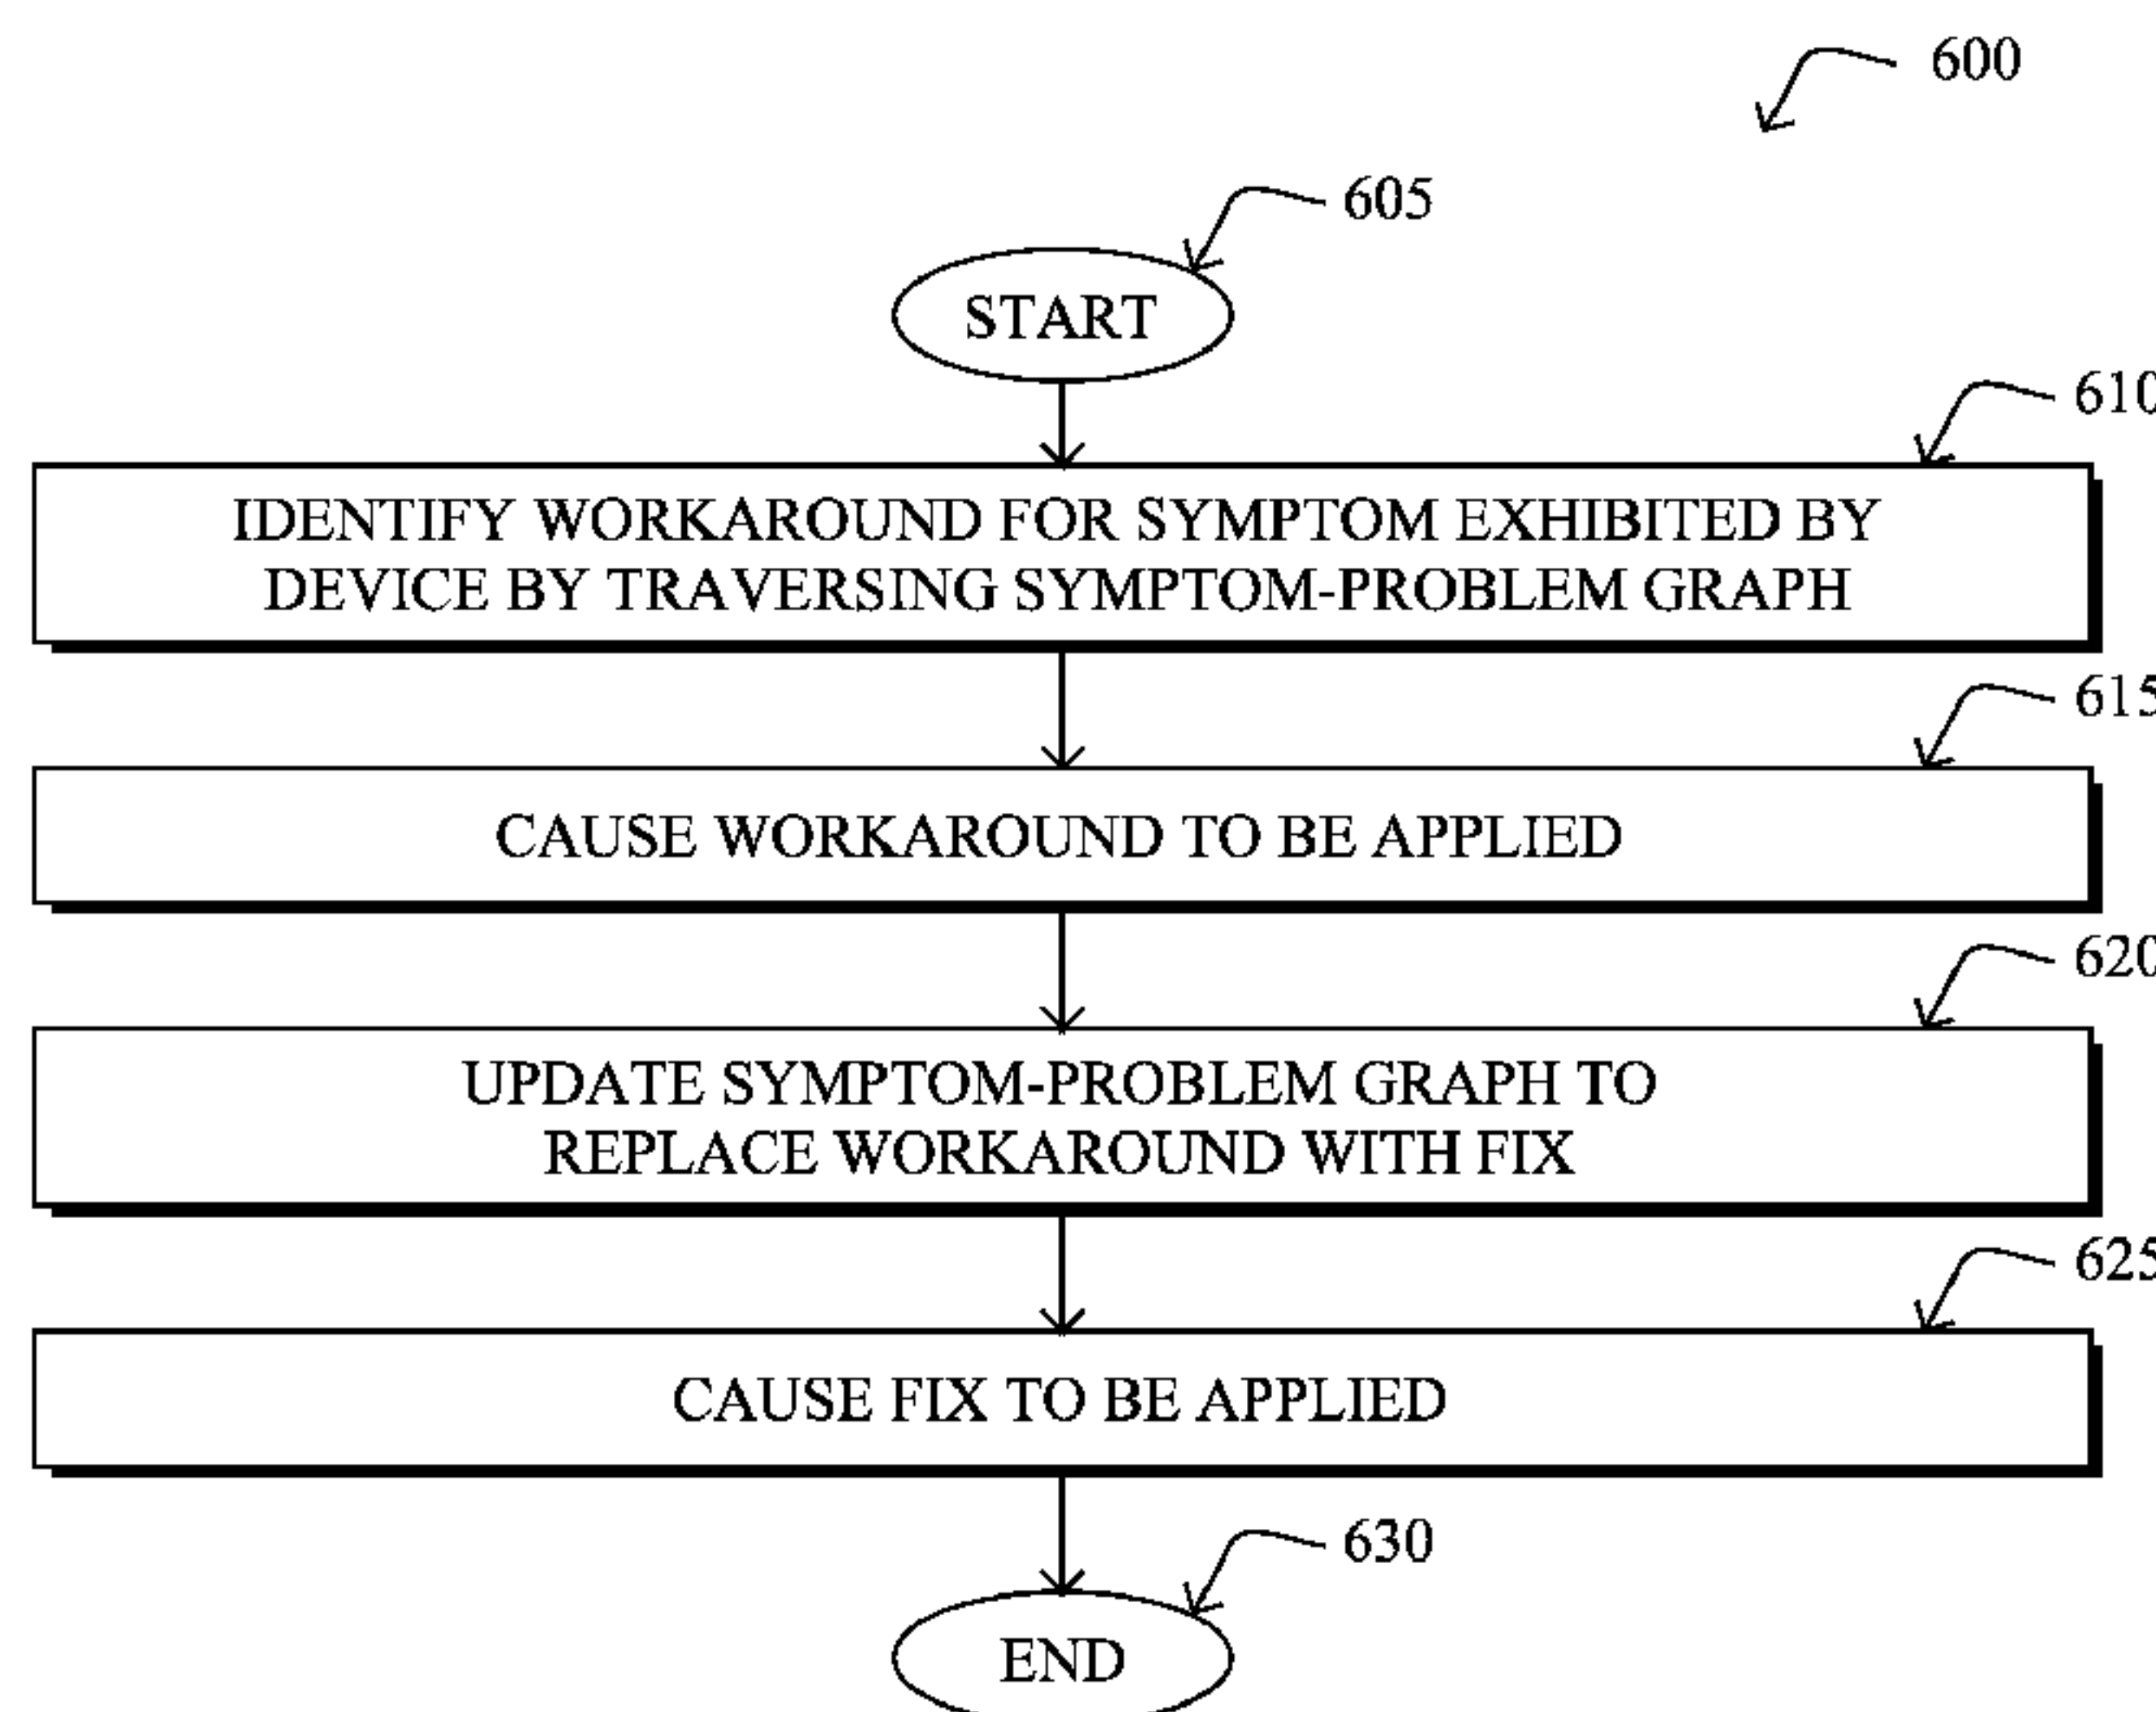 600
605
START
610
IDENTIFY WORKAROUND FOR SYMPTOM EXHIBITED BY
DEVICE BY TRAVERSING SYMPTOM-PROBLEM GRAPH
615
CAUSE WORKAROUND TO BE APPLIED
620
UPDATE SYMPTOM-PROBLEM GRAPH TO
REPLACE WORKAROUND WITH FIX
625
CAUSE FIX TO BE APPLIED
630
END